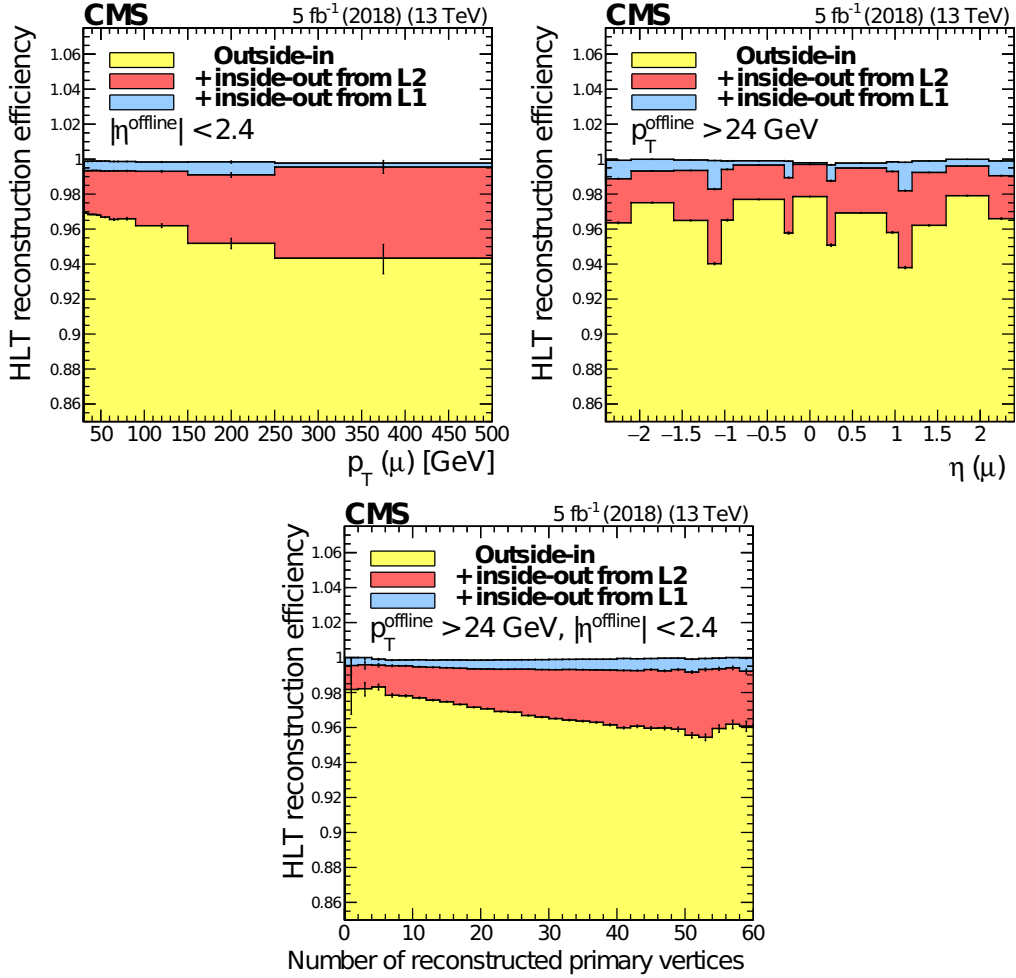 CMS 5 fb⁻¹ (2018) (13 TeV)
HLT reconstruction efficiency
1.06
1.04
1.02
1
0.98
0.96
0.94
0.92
0.9
0.88
0.86
Outside-in
+ inside-out from L2
+ inside-out from L1
|η^offline| < 2.4
50 100 150 200 250 300 350 400 450 500
p_T (μ) [GeV]
CMS 5 fb⁻¹ (2018) (13 TeV)
HLT reconstruction efficiency
1.06
1.04
1.02
1
0.98
0.96
0.94
0.92
0.9
0.88
0.86
Outside-in
+ inside-out from L2
+ inside-out from L1
p_T^offline > 24 GeV
−2 −1.5 −1 −0.5 0 0.5 1 1.5 2
η (μ)
CMS 5 fb⁻¹ (2018) (13 TeV)
HLT reconstruction efficiency
1.06
1.04
1.02
1
0.98
0.96
0.94
0.92
0.9
0.88
0.86
Outside-in
+ inside-out from L2
+ inside-out from L1
p_T^offline > 24 GeV, |η^offline| < 2.4
0 10 20 30 40 50 60
Number of reconstructed primary vertices